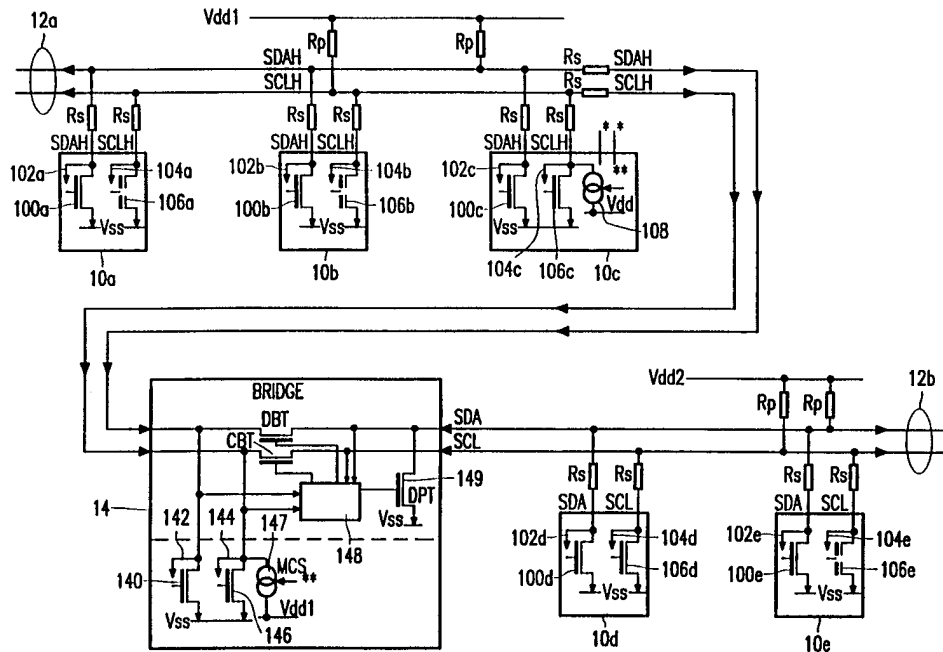 Vdd1
12a
Rp
Rp
SDAH
SCLH
Rs
SDAH
Rs
SCLH
Rs
Rs
Rs
Rs
Rs
Rs
SDAH
SCLH
SDAH
SCLH
SDAH
SCLH
* *
**
102a
104a
102b
104b
102c
100a
106a
100b
106b
100c
Vdd
108
Vss
Vss
Vss
104c
106c
10c
10a
10b
BRIDGE
DBT
CBT
SDA
SCL
Vdd2
12b
Rp
Rp
149
DPT
Vss
14
142
144
147
148
MCS
**
140
Vss
Vdd1
146
Rs
Rs
SDA
SCL
102d
104d
100d
106d
Vss
10d
Rs
Rs
SDA
SCL
102e
104e
100e
106e
Vss
10e